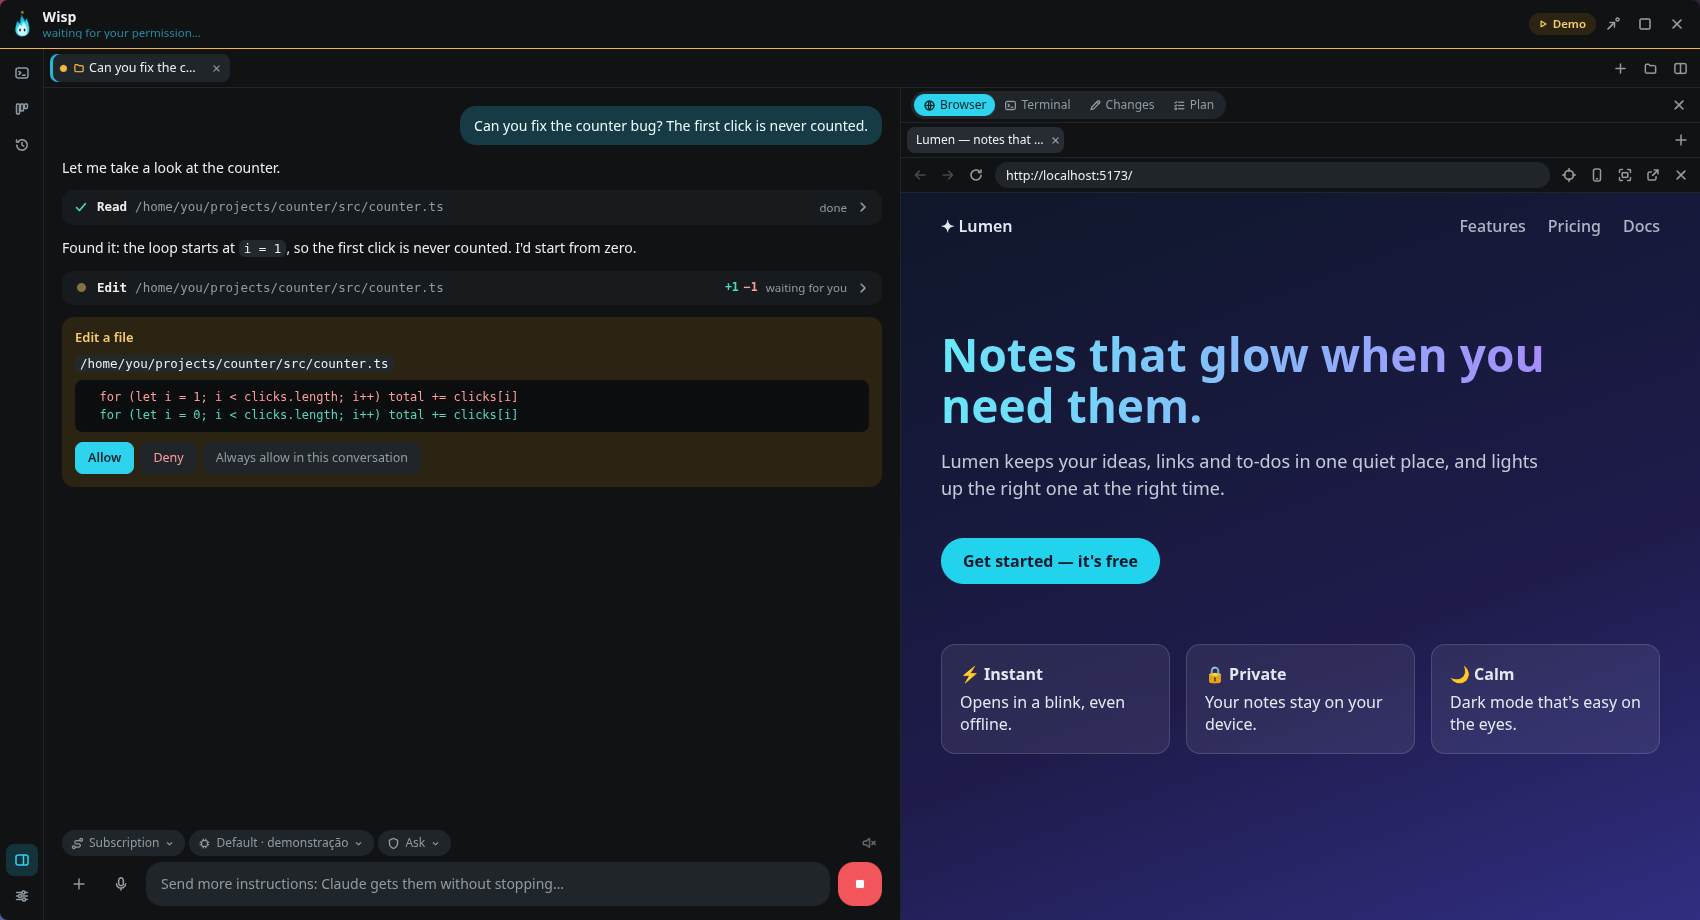 Wisp
waiting for your permission...
Demo
Can you fix the c...
Can you fix the counter bug? The first click is never counted.
Let me take a look at the counter.
Read /home/you/projects/counter/src/counter.ts
done
Found it: the loop starts at i = 1, so the first click is never counted. I'd start from zero.
Edit /home/you/projects/counter/src/counter.ts
+1 −1 waiting for you
Edit a file
/home/you/projects/counter/src/counter.ts
for (let i = 1; i < clicks.length; i++) total += clicks[i]
for (let i = 0; i < clicks.length; i++) total += clicks[i]
Allow
Deny
Always allow in this conversation
Subscription
Default · demonstração
Ask
Send more instructions: Claude gets them without stopping...
Browser
Terminal
Changes
Plan
Lumen — notes that ...
http://localhost:5173/
✦ Lumen
Features
Pricing
Docs
Notes that glow when you
need them.
Lumen keeps your ideas, links and to-dos in one quiet place, and lights
up the right one at the right time.
Get started — it's free
⚡ Instant
Opens in a blink, even
offline.
🔒 Private
Your notes stay on your
device.
🌙 Calm
Dark mode that's easy on
the eyes.